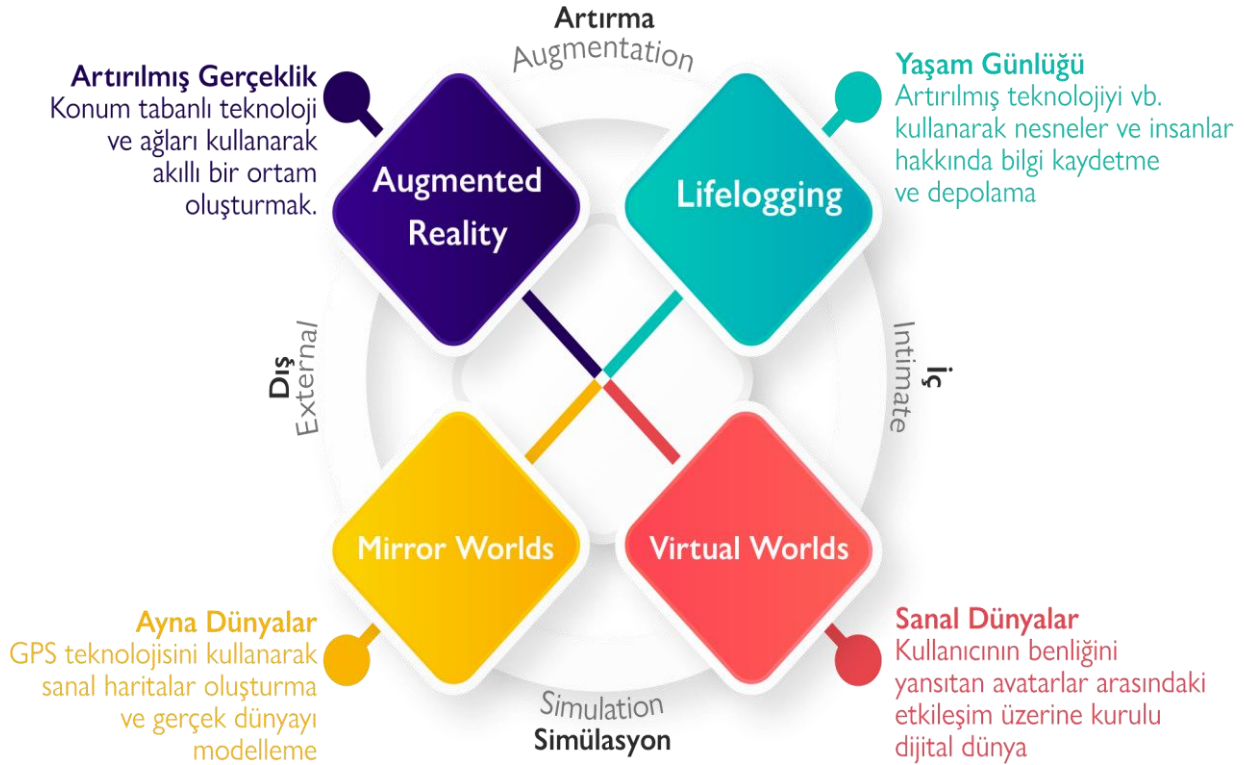 Artırma
Augmentation
Artırılmış Gerçeklik
Konum tabanlı teknoloji
ve ağları kullanarak
akıllı bir ortam
oluşturmak.
Augmented
Reality
Lifelogging
Yaşam Günlüğü
Artırılmış teknolojiyi vb.
kullanarak nesneler ve insanlar
hakkında bilgi kaydetme
ve depolama
Dış
External
Intimate
İç
Mirror Worlds
Virtual Worlds
Ayna Dünyalar
GPS teknolojisini kullanarak
sanal haritalar oluşturma
ve gerçek dünyayı
modelleme
Sanal Dünyalar
Kullanıcının benliğini
yansıtan avatarlar arasındaki
etkileşim üzerine kurulu
dijital dünya
Simulation
Simülasyon